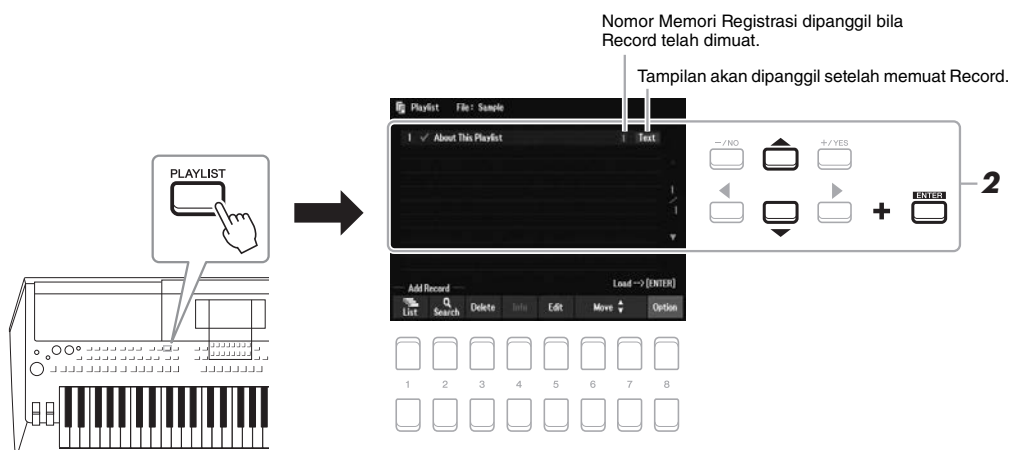 Nomor Memori Registrasi dipanggil bila
Record telah dimuat.
Tampilan akan dipanggil setelah memuat Record.
Playlist File: Sample
1 ✓ About This Playlist 1 Text
1/1
Load-->[ENTER]
Add Record
List Search Delete Info Edit Move Option
1 2 3 4 5 6 7 8
PLAYLIST
-/NO
+/YES
+
ENTER
2